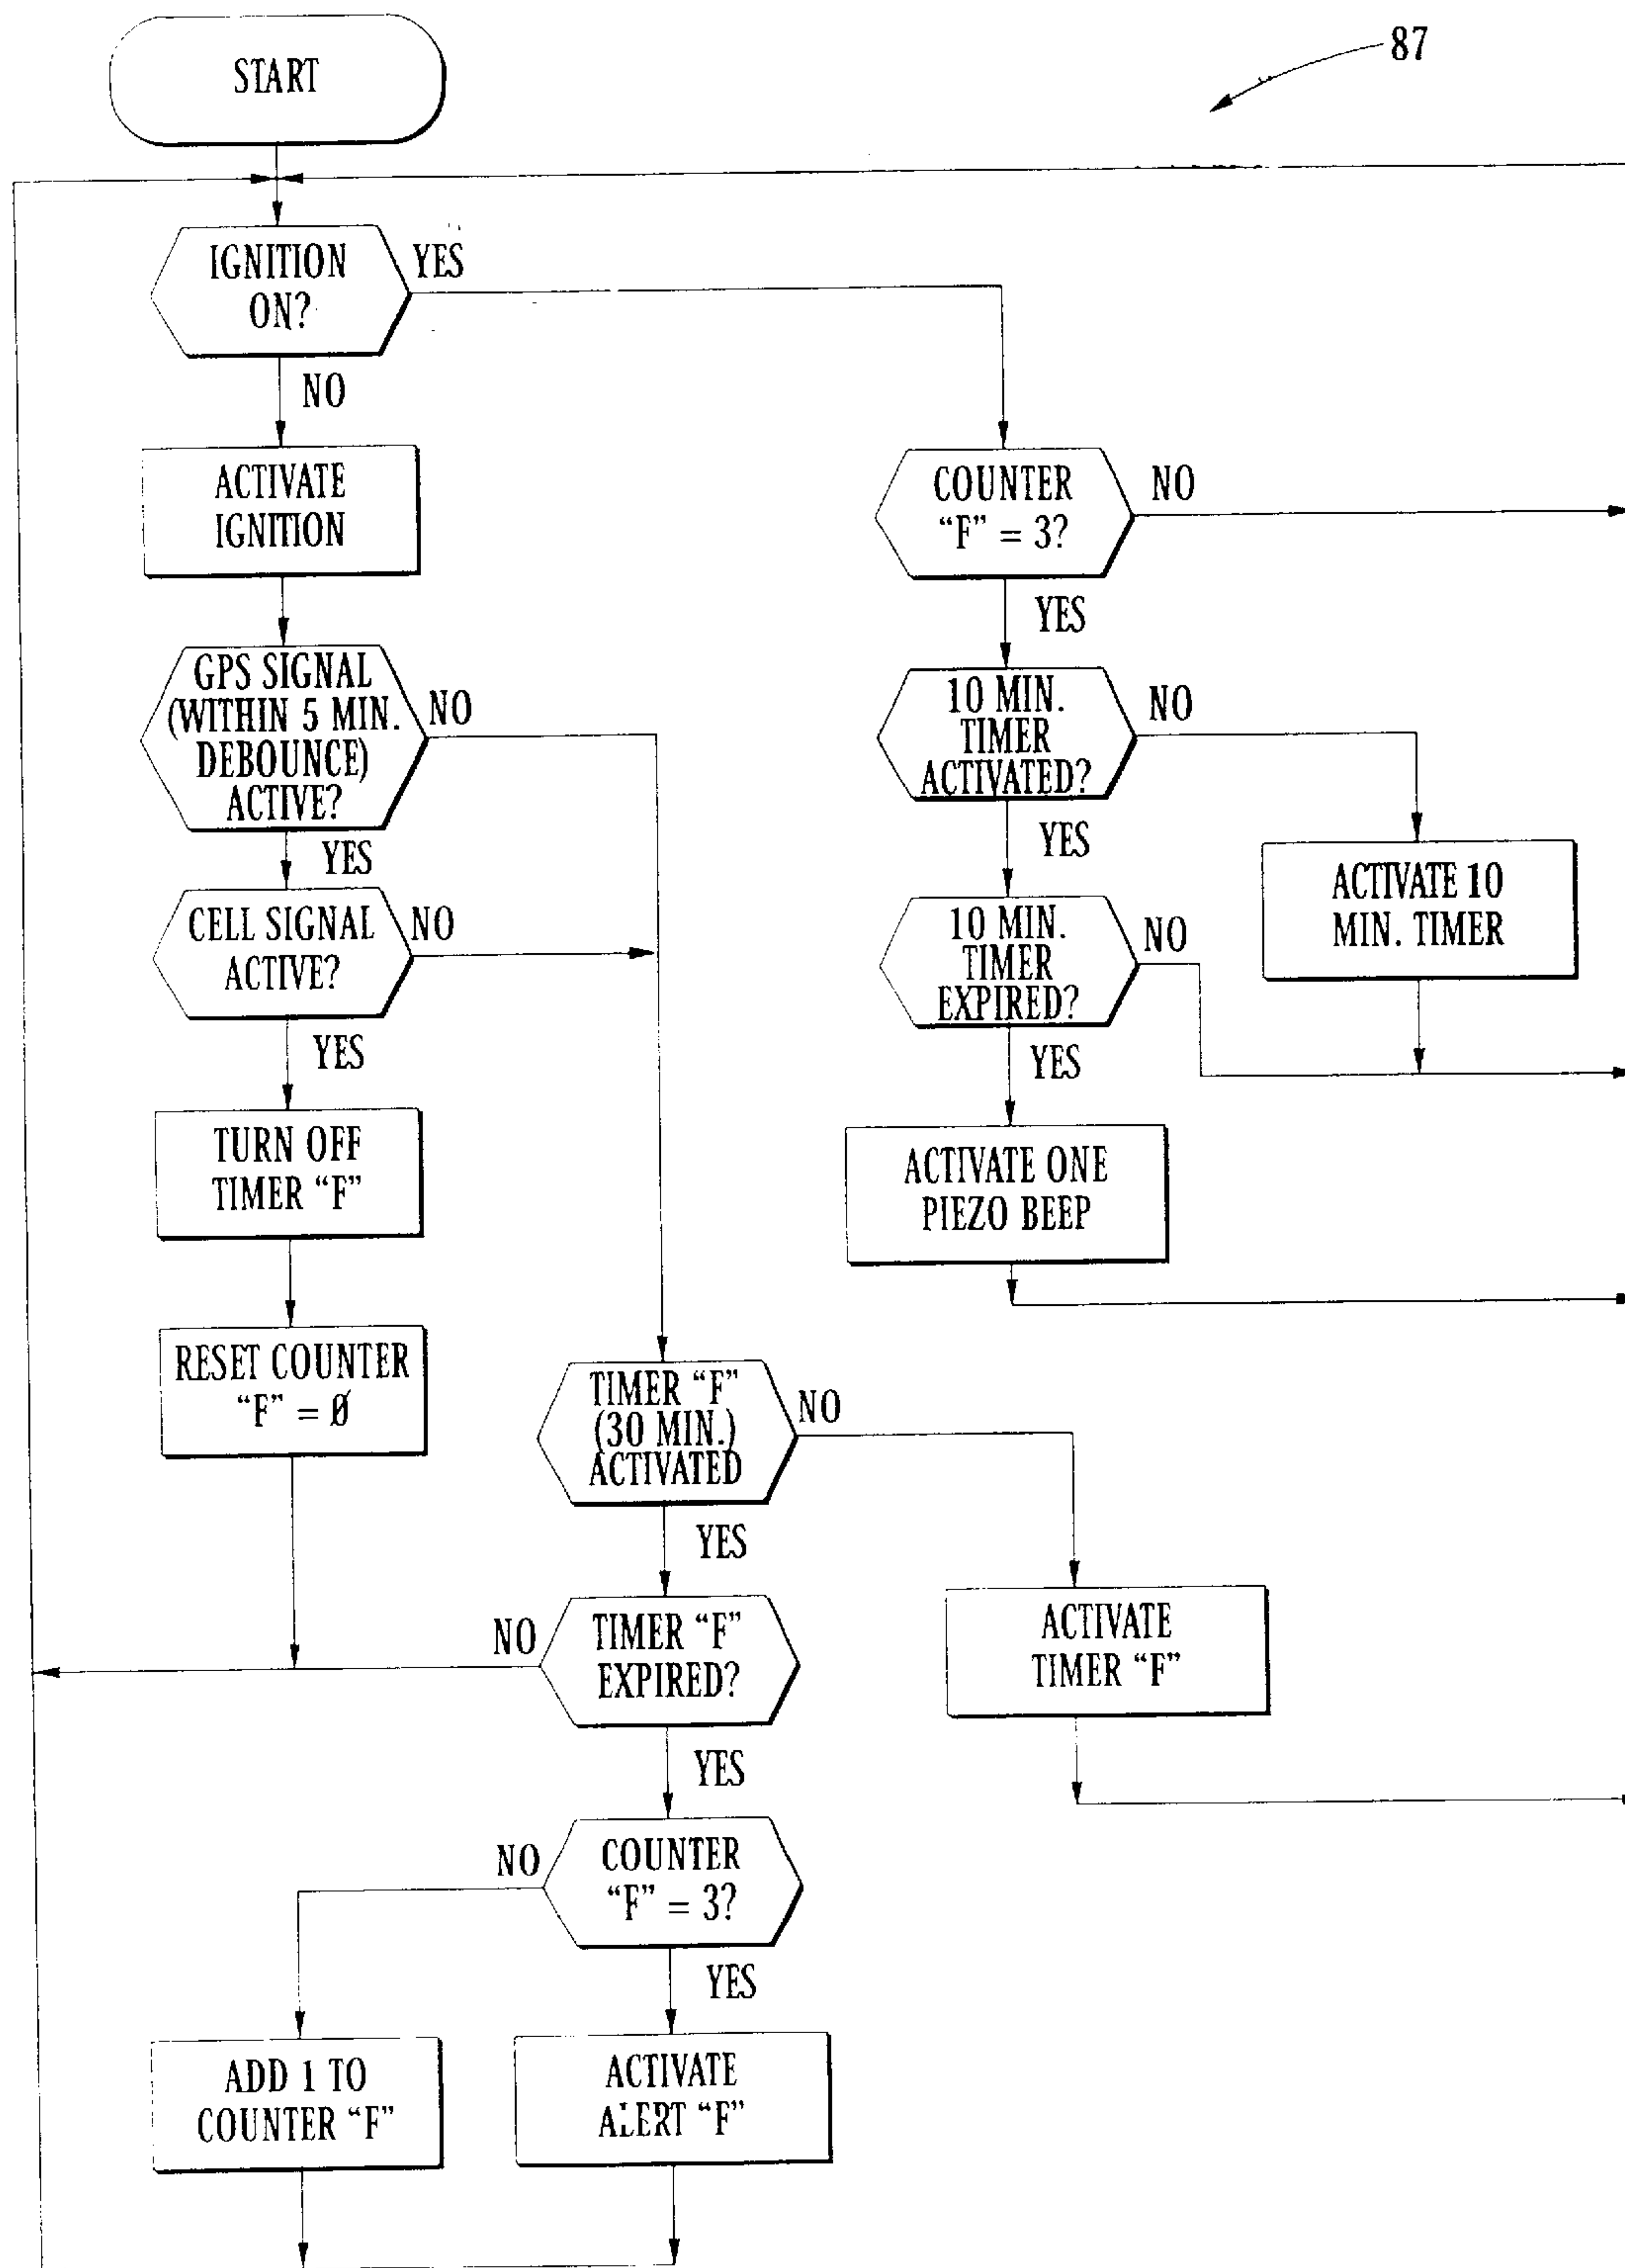 START
87
IGNITION
ON?
YES
NO
ACTIVATE
IGNITION
COUNTER
“F” = 3?
NO
YES
GPS SIGNAL
(WITHIN 5 MIN.
DEBOUNCE)
ACTIVE?
NO
YES
10 MIN.
TIMER
ACTIVATED?
NO
YES
ACTIVATE 10
MIN. TIMER
CELL SIGNAL
ACTIVE?
NO
YES
10 MIN.
TIMER
EXPIRED?
NO
YES
TURN OFF
TIMER “F”
ACTIVATE ONE
PIEZO BEEP
RESET COUNTER
“F” = Ø
TIMER “F”
(30 MIN.)
ACTIVATED
NO
YES
TIMER “F”
EXPIRED?
NO
YES
ACTIVATE
TIMER “F”
COUNTER
“F” = 3?
NO
YES
ADD 1 TO
COUNTER “F”
ACTIVATE
ALERT “F”